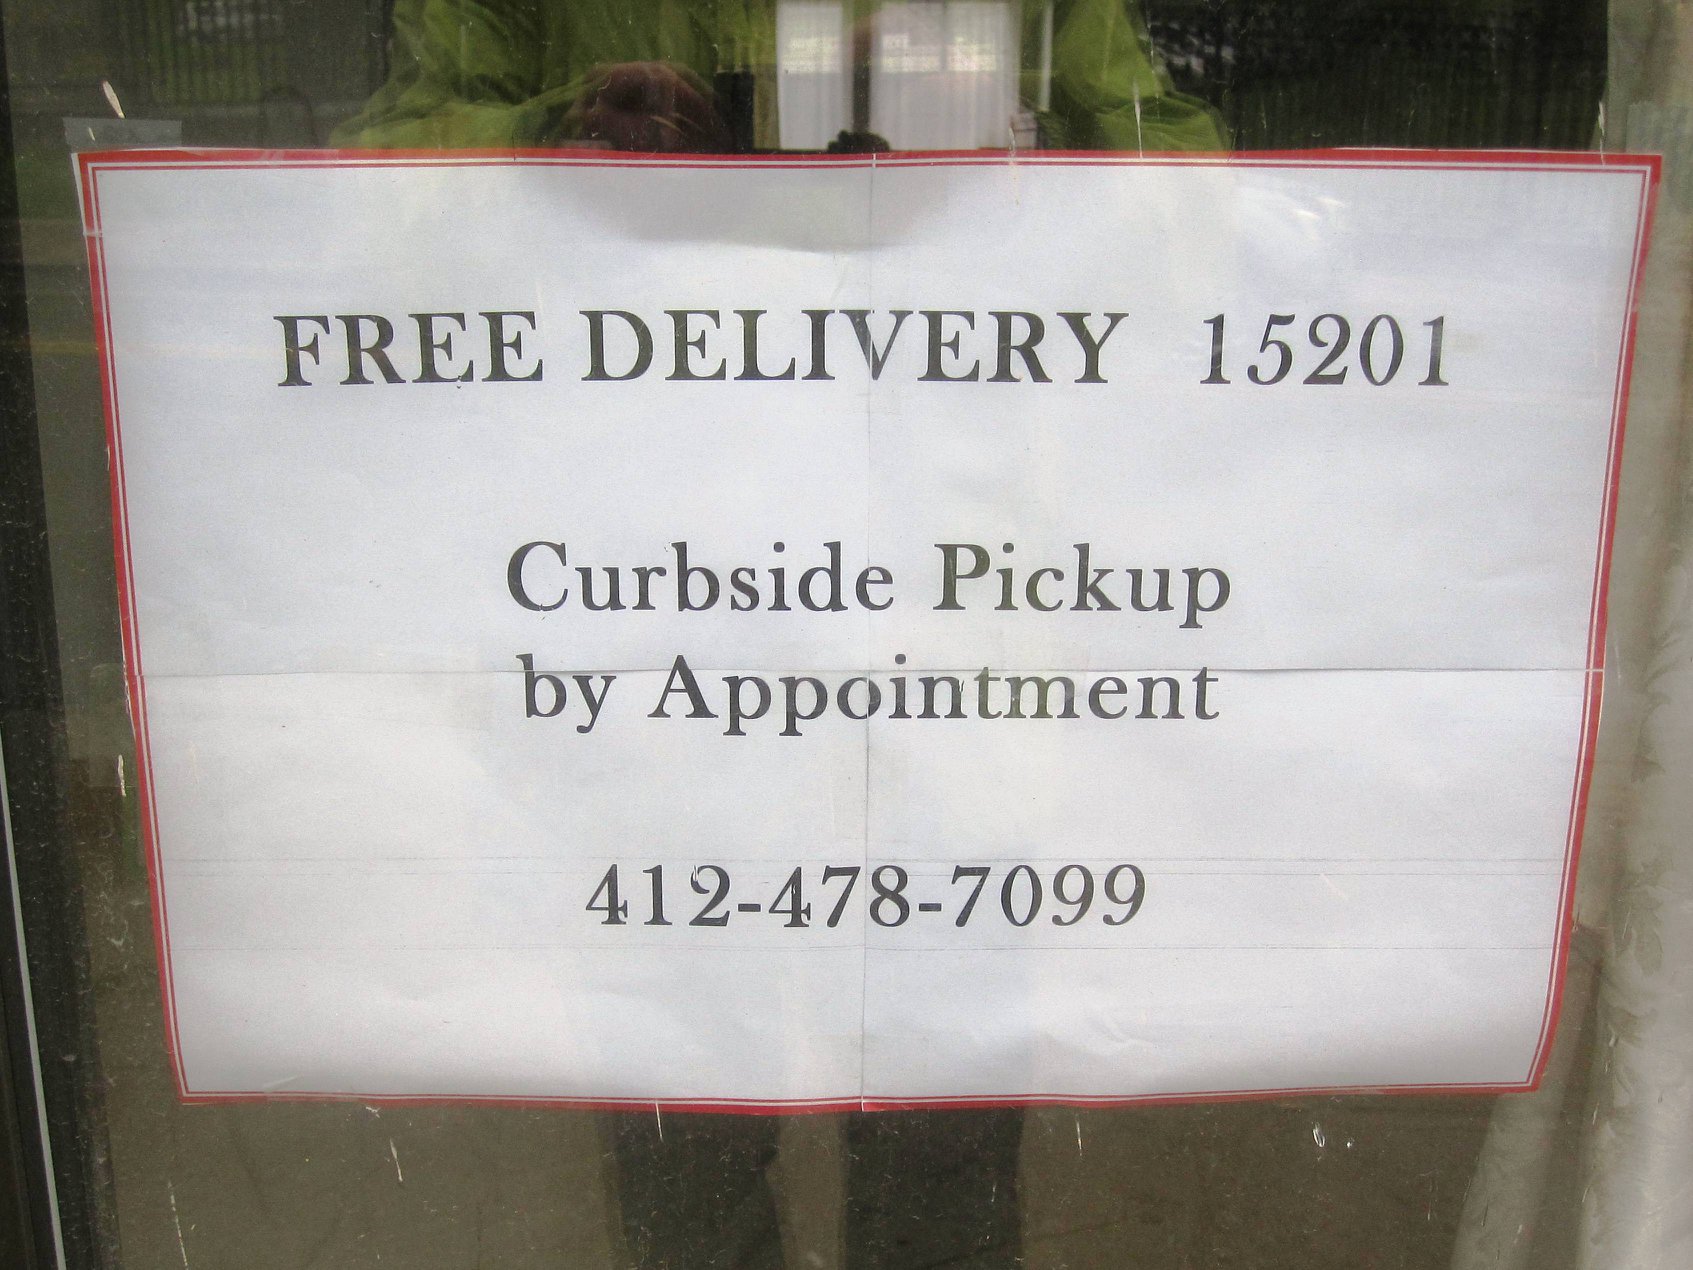 FREE DELIVERY 15201
Curbside Pickup
by Appointment
412-478-7099